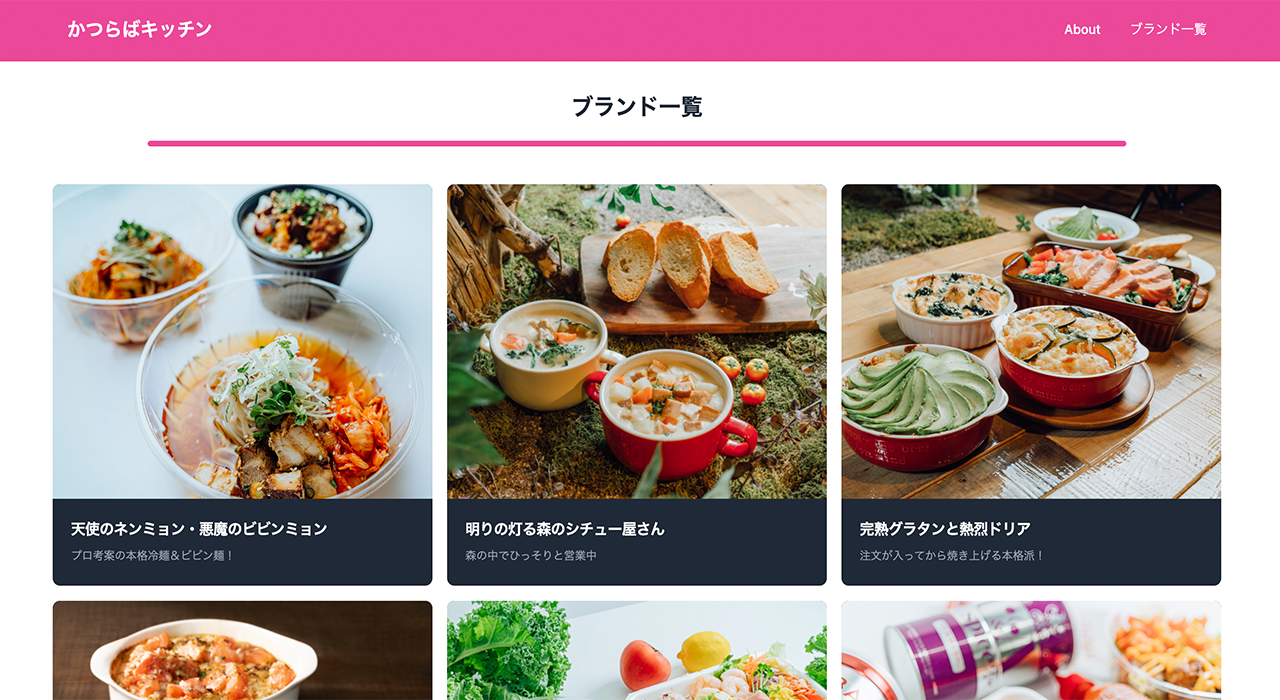 かつらばキッチン
About
ブランド一覧
ブランド一覧
天使のネンミョン・悪魔のビビンミョン
プロ考案の本格冷麺＆ビビン麺！
明りの灯る森のシチュー屋さん
森の中でひっそりと営業中
完熟グラタンと熱烈ドリア
注文が入ってから焼き上げる本格派！